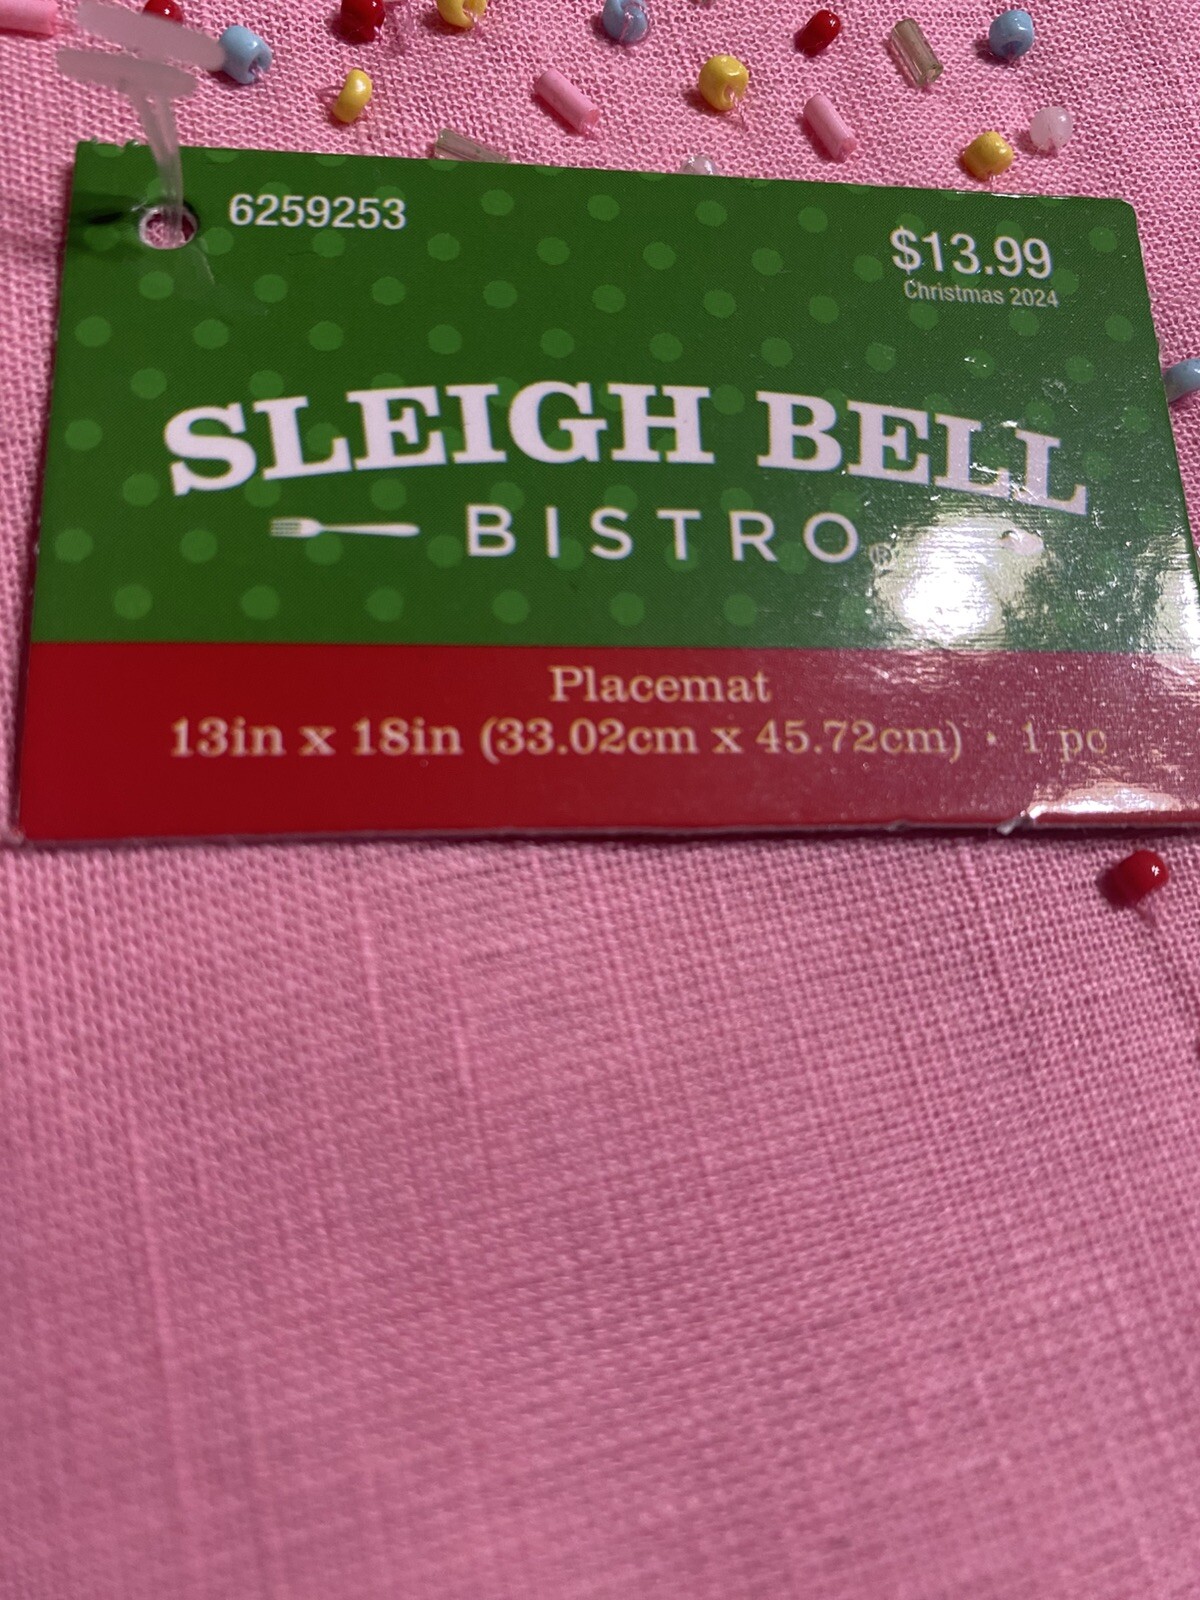 6259253
$13.99
Christmas 2024
SLEIGH BELL
BISTRO®
Placemat
13in x 18in (33.02cm x 45.72cm) • 1 pc